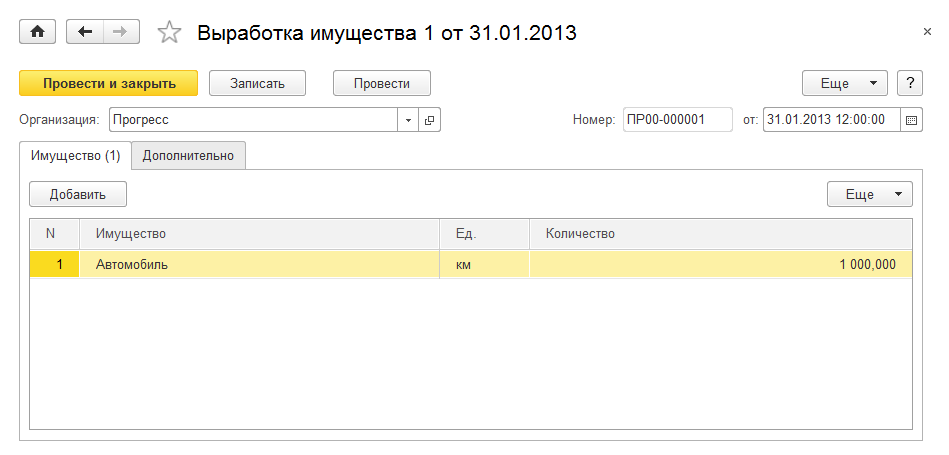 Выработка имущества 1 от 31.01.2013
Провести и закрыть Записать Провести Еще ?
Организация: Прогресс Номер: ПР00-000001 от: 31.01.2013 12:00:00
Имущество (1) Дополнительно
Добавить Еще
N Имущество Ед. Количество
1 Автомобиль км 1 000,000